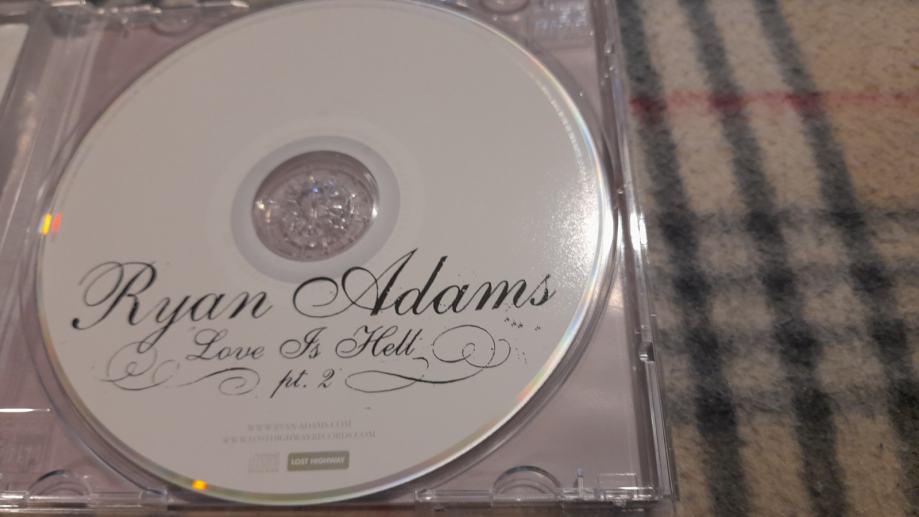 Ryan Adams
Love Is Hell
pt. 2
WWW.RYAN-ADAMS.COM
WWW.LOSTHIGHWAYRECORDS.COM
LOST HIGHWAY